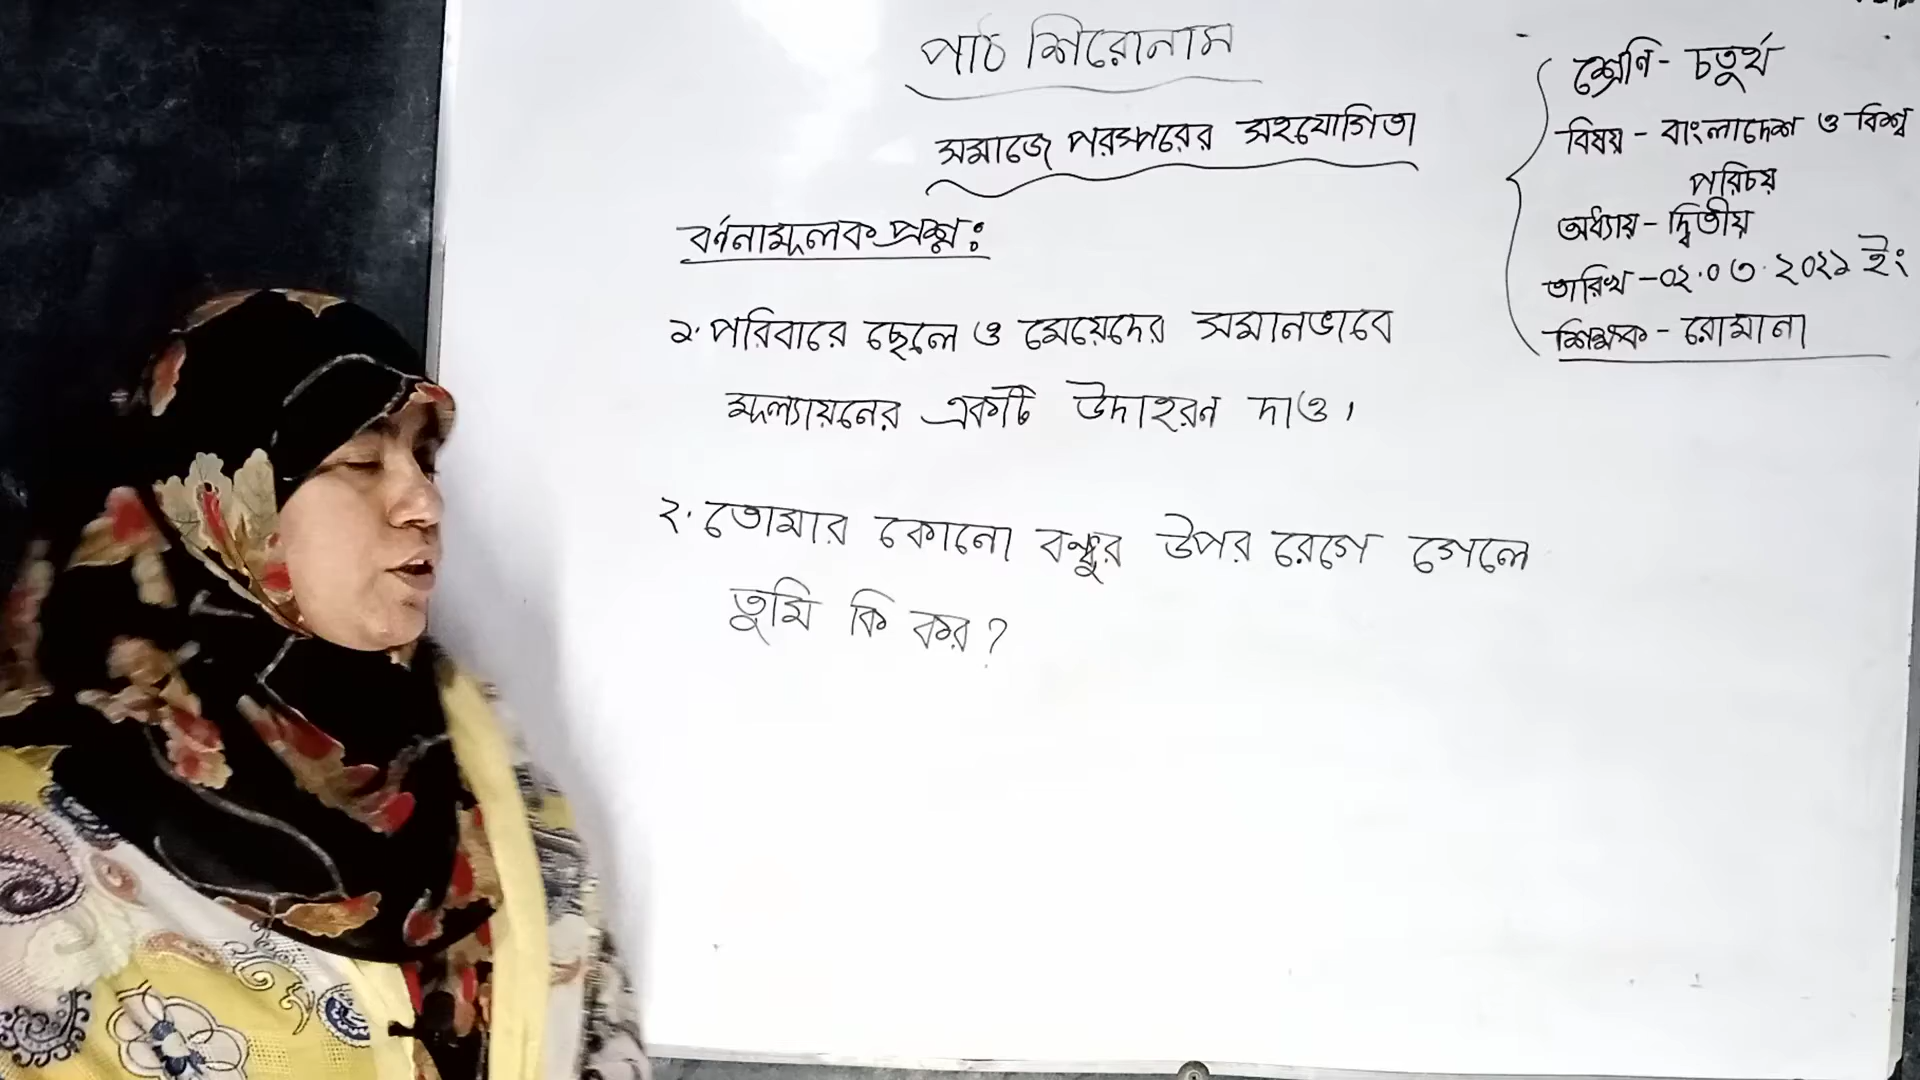 পাঠ শিরোনাম
সমাজে পরস্পরের সহযোগিতা
বর্ণনামূলক প্রশ্ন:
১. পরিবারে ছেলে ও মেয়েদের সমানভাবে
মূল্যায়নের একটি উদাহরন দাও।
২. তোমার কোনো বন্ধুর উপর রেগে গেলে
তুমি কি কর?
শ্রেণি - চতুর্থ
বিষয় - বাংলাদেশ ও বিশ্ব
পরিচয়
অধ্যায় - দ্বিতীয়
তারিখ - ০২.০৩.২০২১ ইং
শিক্ষক - রোমানা